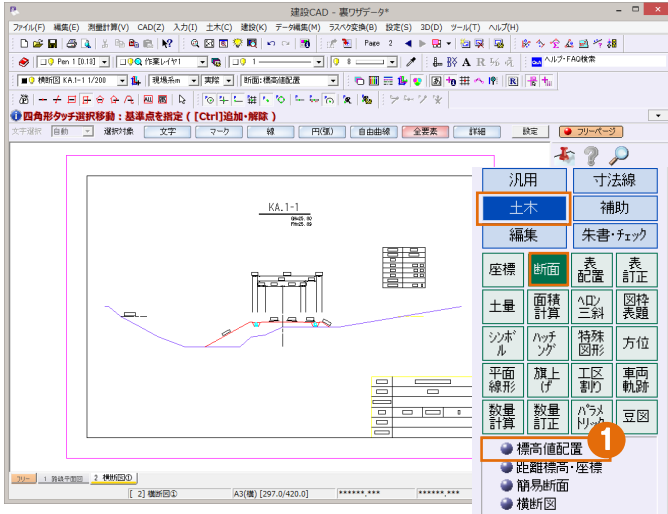 建設CAD - 裏ワザデータ*
ファイル(F) 編集(E) 測量計算(V) CAD(Z) 入力(I) 土木(C) 建設(K) データ編集(M) ラスベク変換(B) 設定(S) 3D(D) ツール(T) ヘルプ(H)
Page 2
□○ Pen 1 [0.13] □○ 作業レイヤ1 □○ 1 ○ 8 A R ヘルプ・FAQ検索
■○ 横断図 KA.1-1 1/200 1 現場系m 実際 断面:標高値配置
四角形タッチ選択移動 : 基準点を指定 ( [Ctrl]追加・解除 )
文字選択 自動 選択対象 文字 マーク 線 円(弧) 自由曲線 全要素 詳細 設定 フリーページ
KA.1-1
GH=25.80
FH=25.89
汎用 寸法線
土木 補助
編集 朱書・チェック
座標 断面 表配置 表訂正
土量 面積計算 ヘロン三斜 図枠表題
シンボル ハッチング 特殊図形 方位
平面線形 旗上げ 工区割り 車両軌跡
数量計算 数量訂正 パラメトリック 豆図
1
標高値配置
距離標高・座標
簡易断面
横断図
フリー 1 路線平面図 2 横断図①
[ 2] 横断図① A3(横) [297.0/420.0] ******.*** ******.***